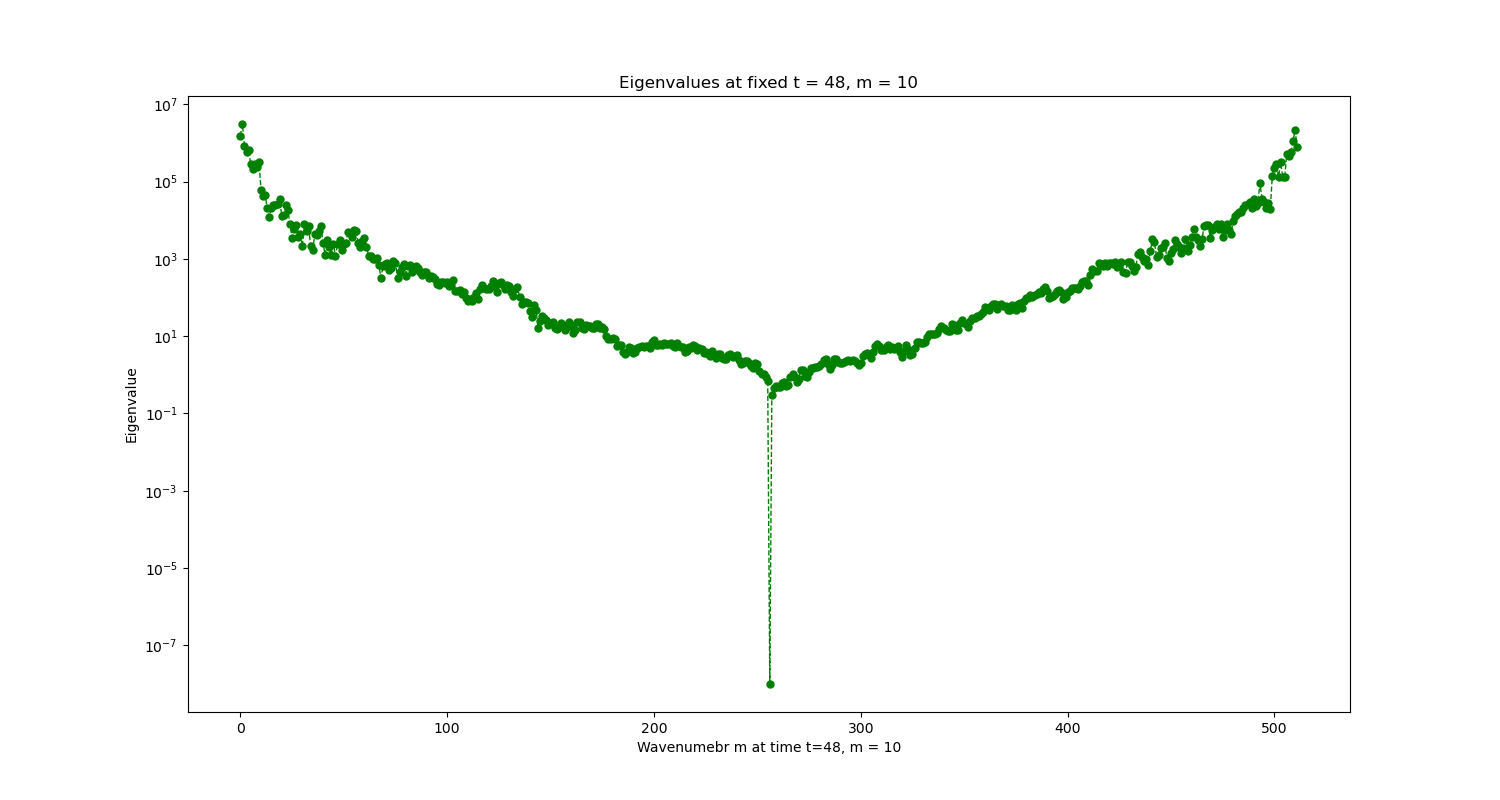 Eigenvalues at fixed t = 48, m = 10
10^7
10^5
10^3
10^1
10^-1
10^-3
10^-5
10^-7
Eigenvalue
0 100 200 300 400 500
Wavenumebr m at time t=48, m = 10